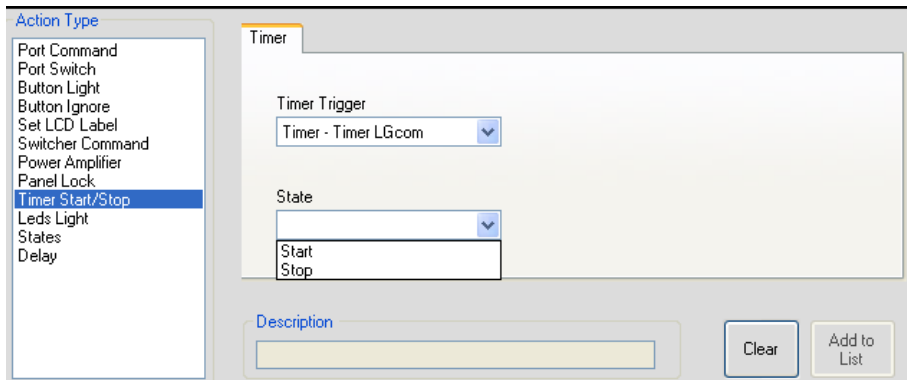 Action Type
Port Command
Port Switch
Button Light
Button Ignore
Set LCD Label
Switcher Command
Power Amplifier
Panel Lock
Timer Start/Stop
Leds Light
States
Delay
Timer
Timer Trigger
Timer - Timer LGcom
State
Start
Stop
Description
Clear
Add to
List